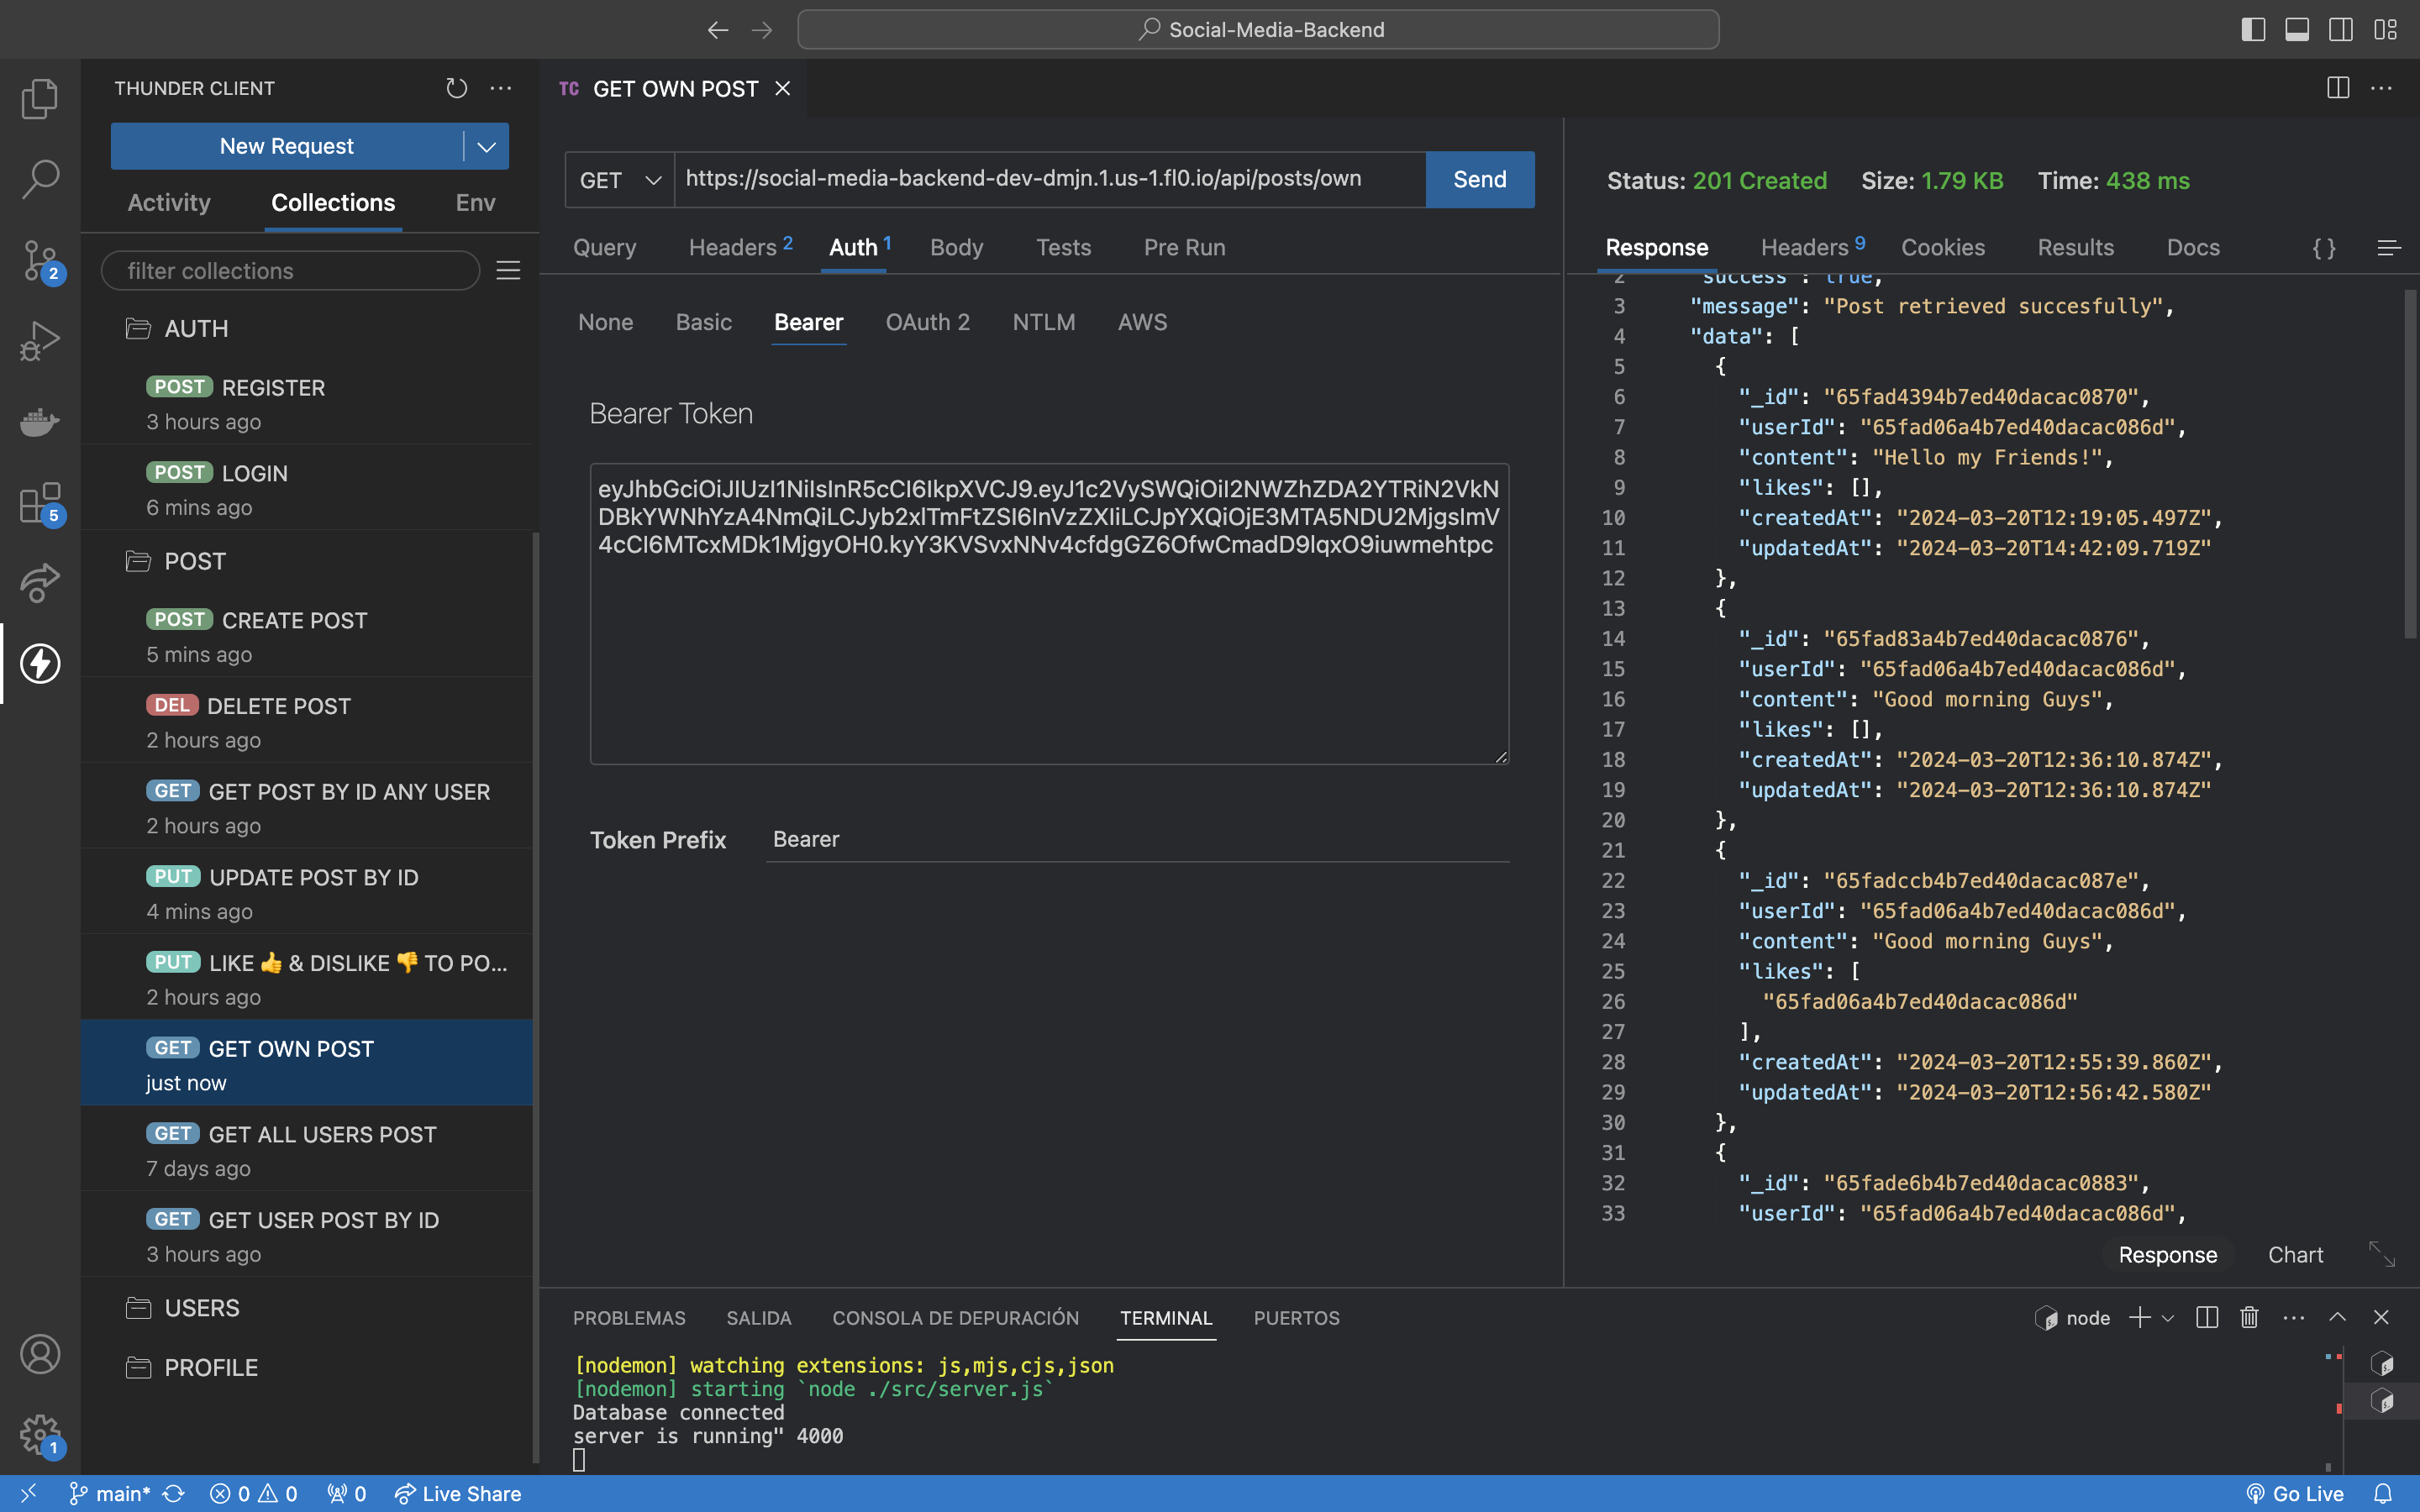 Social-Media-Backend
THUNDER CLIENT
New Request
Activity Collections Env
filter collections
AUTH
POST REGISTER
3 hours ago
POST LOGIN
6 mins ago
POST
POST CREATE POST
5 mins ago
DEL DELETE POST
2 hours ago
GET GET POST BY ID ANY USER
2 hours ago
PUT UPDATE POST BY ID
4 mins ago
PUT LIKE 👍 & DISLIKE 👎 TO PO...
2 hours ago
GET GET OWN POST
just now
GET GET ALL USERS POST
7 days ago
GET GET USER POST BY ID
3 hours ago
USERS
PROFILE
2
5
1
TC GET OWN POST
GET https://social-media-backend-dev-dmjn.1.us-1.fl0.io/api/posts/own Send
Query Headers 2 Auth 1 Body Tests Pre Run
None Basic Bearer OAuth 2 NTLM AWS
Bearer Token
eyJhbGciOiJIUzI1NiIsInR5cCI6IkpXVCJ9.eyJ1c2VySWQiOiI2NWZhZDA2YTRiN2VkN
DBkYWNhYzA4NmQiLCJyb2xlTmFtZSI6InVzZXIiLCJpYXQiOjE3MTA5NDU2MjgsImV
4cCI6MTcxMDk1MjgyOH0.kyY3KVSvxNNv4cfdgGZ6OfwCmadD9lqxO9iuwmehtpc
Token Prefix Bearer
Status: 201 Created Size: 1.79 KB Time: 438 ms
Response Headers 9 Cookies Results Docs { }
2 "success": true,
3 "message": "Post retrieved succesfully",
4 "data": [
5 {
6 "_id": "65fad4394b7ed40dacac0870",
7 "userId": "65fad06a4b7ed40dacac086d",
8 "content": "Hello my Friends!",
9 "likes": [],
10 "createdAt": "2024-03-20T12:19:05.497Z",
11 "updatedAt": "2024-03-20T14:42:09.719Z"
12 },
13 {
14 "_id": "65fad83a4b7ed40dacac0876",
15 "userId": "65fad06a4b7ed40dacac086d",
16 "content": "Good morning Guys",
17 "likes": [],
18 "createdAt": "2024-03-20T12:36:10.874Z",
19 "updatedAt": "2024-03-20T12:36:10.874Z"
20 },
21 {
22 "_id": "65fadccb4b7ed40dacac087e",
23 "userId": "65fad06a4b7ed40dacac086d",
24 "content": "Good morning Guys",
25 "likes": [
26 "65fad06a4b7ed40dacac086d"
27 ],
28 "createdAt": "2024-03-20T12:55:39.860Z",
29 "updatedAt": "2024-03-20T12:56:42.580Z"
30 },
31 {
32 "_id": "65fade6b4b7ed40dacac0883",
33 "userId": "65fad06a4b7ed40dacac086d",
Response Chart
PROBLEMAS SALIDA CONSOLA DE DEPURACIÓN TERMINAL PUERTOS node
[nodemon] watching extensions: js,mjs,cjs,json
[nodemon] starting `node ./src/server.js`
Database connected
server is running" 4000
main* 0 0 0 Live Share Go Live